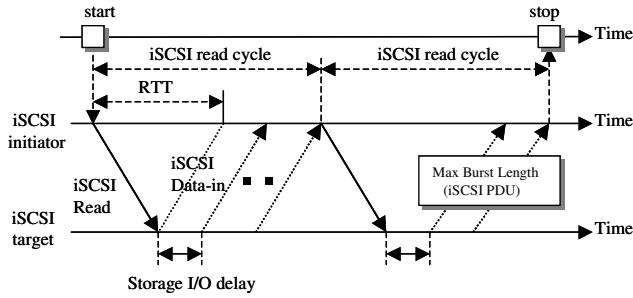 start
stop
Time
iSCSI read cycle
iSCSI read cycle
RTT
iSCSI
initiator
Time
iSCSI
Data-in
iSCSI
Read
Max Burst Length
(iSCSI PDU)
iSCSI
target
Time
Storage I/O delay